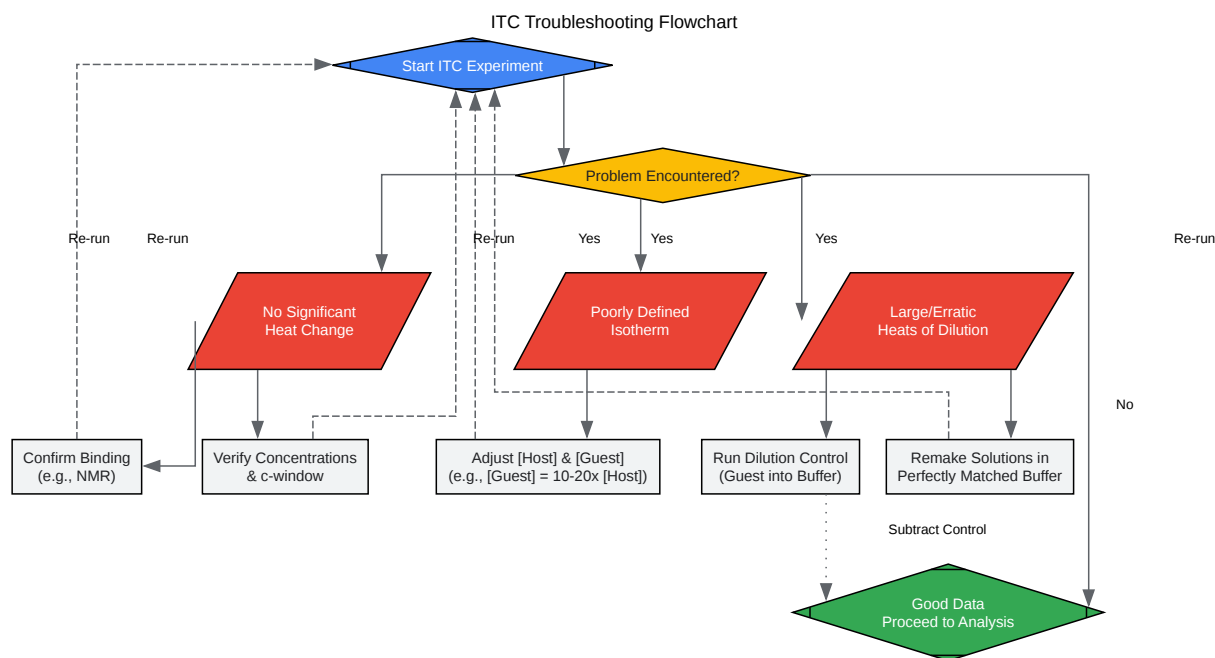 ITC Troubleshooting Flowchart
Start ITC Experiment
Problem Encountered?
Re-run
Re-run
Re-run
Yes
Yes
Yes
Re-run
No Significant
Heat Change
Poorly Defined
Isotherm
Large/Erratic
Heats of Dilution
No
Confirm Binding
(e.g., NMR)
Verify Concentrations
& c-window
Adjust [Host] & [Guest]
(e.g., [Guest] = 10-20x [Host])
Run Dilution Control
(Guest into Buffer)
Remake Solutions in
Perfectly Matched Buffer
Subtract Control
Good Data
Proceed to Analysis